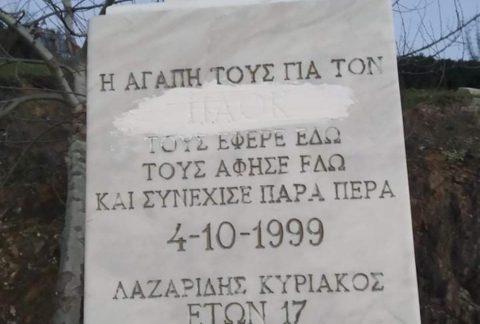 Η ΑΓΑΠΗ ΤΟΥΣ ΓΙΑ ΤΟΝ
ΠΑΟΚ
ΤΟΥΣ ΕΦΕΡΕ ΕΔΩ
ΤΟΥΣ ΑΦΗΣΕ ΕΔΩ
ΚΑΙ ΣΥΝΕΧΙΣΕ ΠΑΡΑ ΠΕΡΑ
4-10-1999
ΛΑΖΑΡΙΔΗΣ ΚΥΡΙΑΚΟΣ
ΕΤΩΝ 17